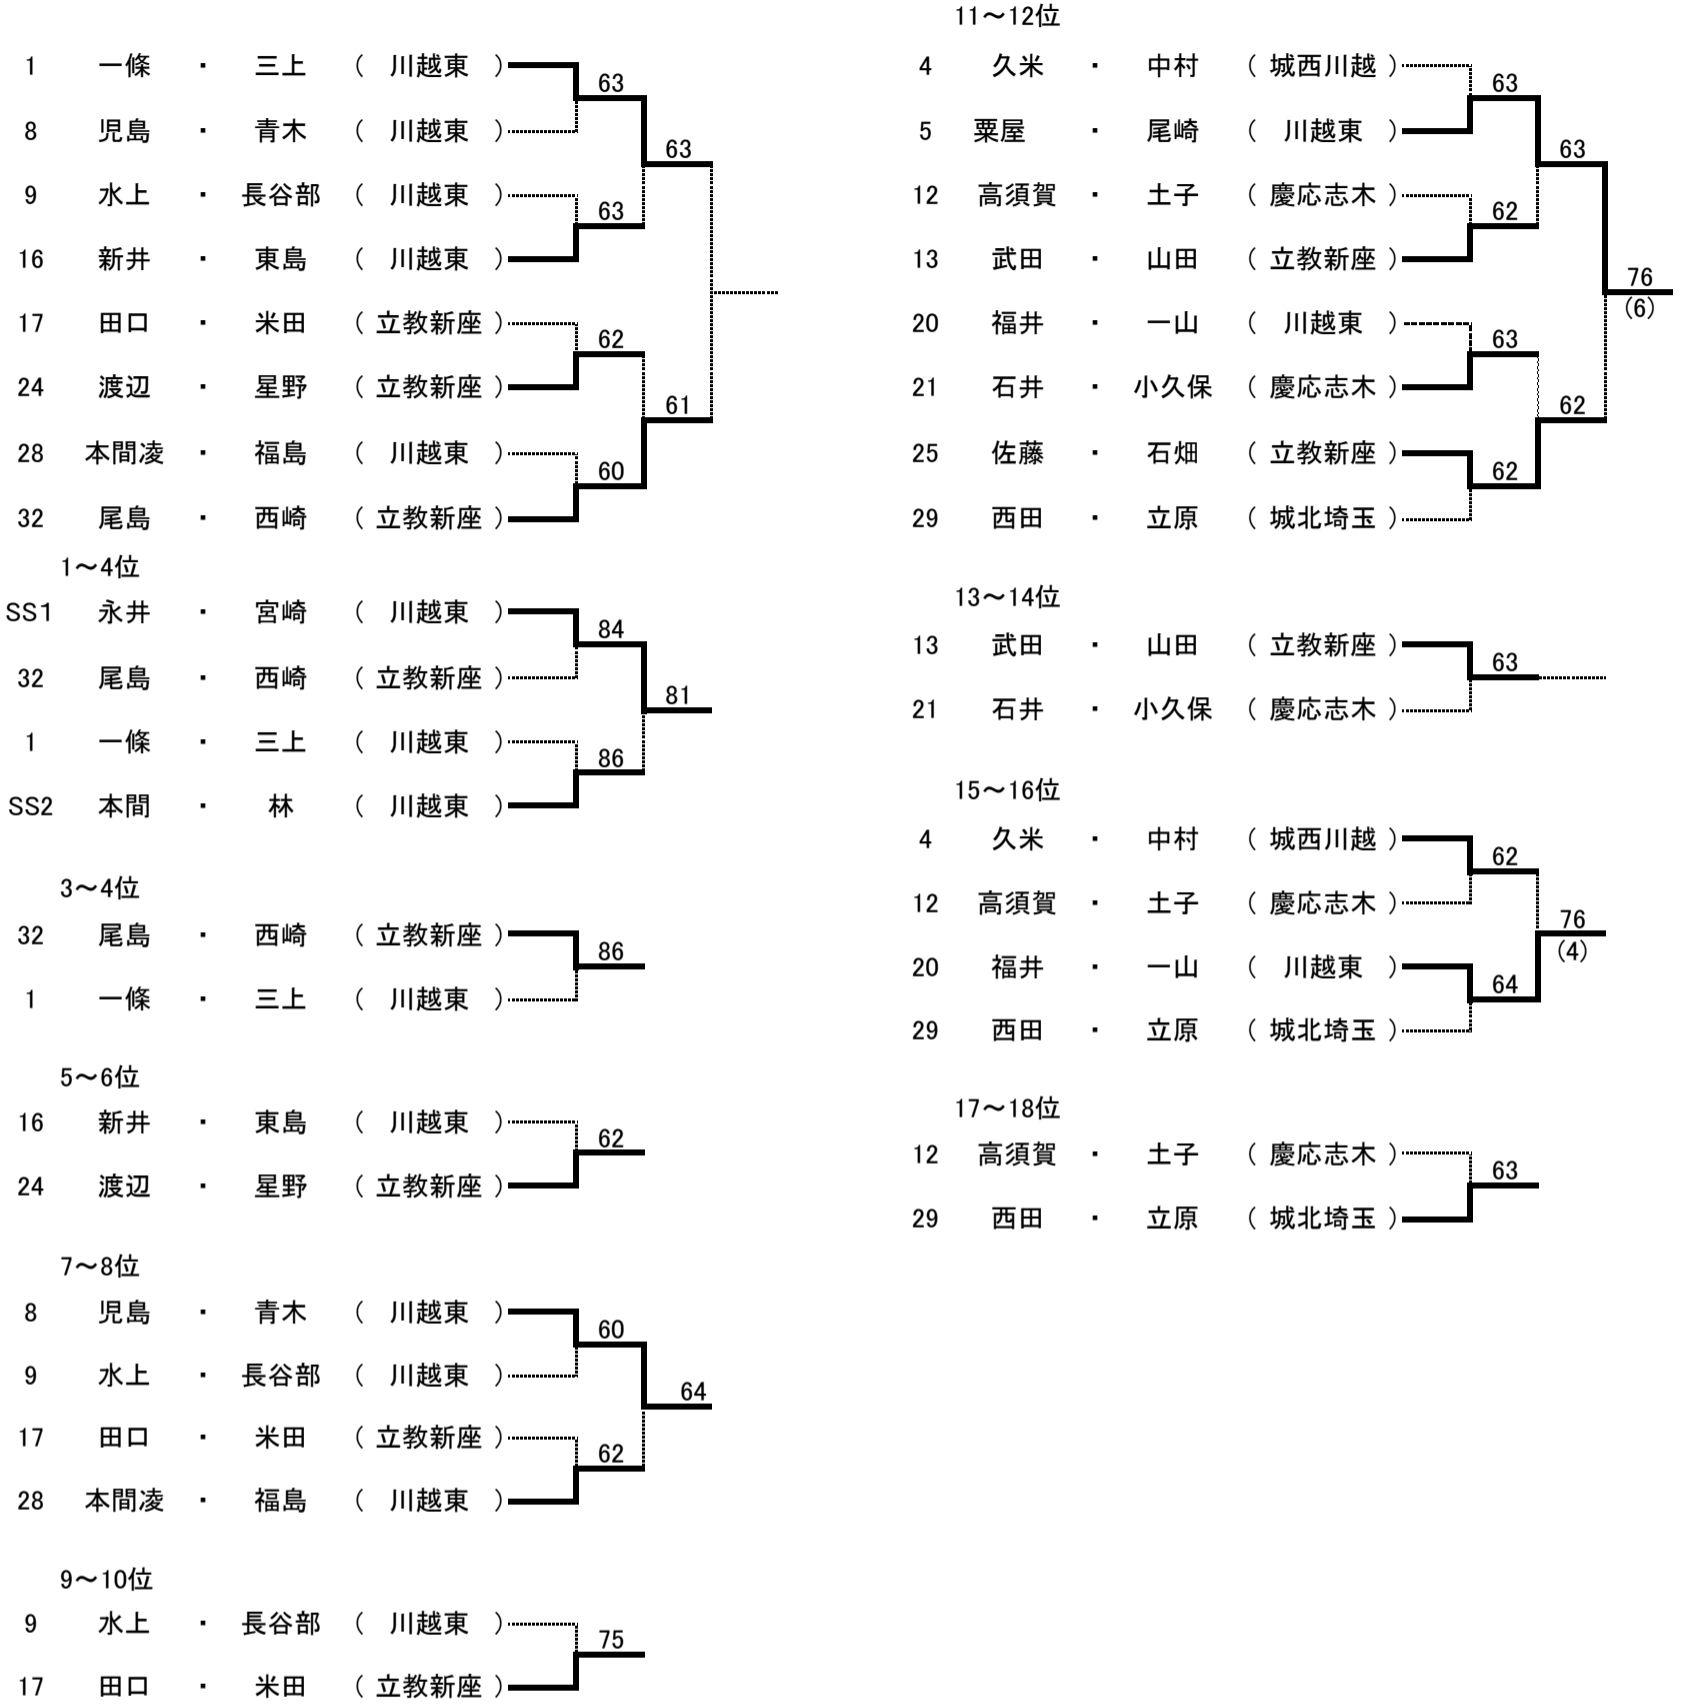 1 一條 ・ 三上 ( 川越東 )
63
8 児島 ・ 青木 ( 川越東 )
63
9 水上 ・ 長谷部 ( 川越東 )
63
16 新井 ・ 東島 ( 川越東 )
17 田口 ・ 米田 ( 立教新座 )
62
24 渡辺 ・ 星野 ( 立教新座 )
61
28 本間凌 ・ 福島 ( 川越東 )
60
32 尾島 ・ 西崎 ( 立教新座 )
1～4位
SS1 永井 ・ 宮崎 ( 川越東 )
84
32 尾島 ・ 西崎 ( 立教新座 )
81
1 一條 ・ 三上 ( 川越東 )
86
SS2 本間 ・ 林 ( 川越東 )
3～4位
32 尾島 ・ 西崎 ( 立教新座 )
86
1 一條 ・ 三上 ( 川越東 )
5～6位
16 新井 ・ 東島 ( 川越東 )
62
24 渡辺 ・ 星野 ( 立教新座 )
7～8位
8 児島 ・ 青木 ( 川越東 )
60
9 水上 ・ 長谷部 ( 川越東 )
64
17 田口 ・ 米田 ( 立教新座 )
62
28 本間凌 ・ 福島 ( 川越東 )
9～10位
9 水上 ・ 長谷部 ( 川越東 )
75
17 田口 ・ 米田 ( 立教新座 )
11～12位
4 久米 ・ 中村 ( 城西川越 )
63
5 粟屋 ・ 尾崎 ( 川越東 )
63
12 高須賀 ・ 土子 ( 慶応志木 )
62
13 武田 ・ 山田 ( 立教新座 )
76
(6)
20 福井 ・ 一山 ( 川越東 )
63
21 石井 ・ 小久保 ( 慶応志木 )
62
25 佐藤 ・ 石畑 ( 立教新座 )
62
29 西田 ・ 立原 ( 城北埼玉 )
13～14位
13 武田 ・ 山田 ( 立教新座 )
63
21 石井 ・ 小久保 ( 慶応志木 )
15～16位
4 久米 ・ 中村 ( 城西川越 )
62
12 高須賀 ・ 土子 ( 慶応志木 )
76
(4)
20 福井 ・ 一山 ( 川越東 )
64
29 西田 ・ 立原 ( 城北埼玉 )
17～18位
12 高須賀 ・ 土子 ( 慶応志木 )
63
29 西田 ・ 立原 ( 城北埼玉 )